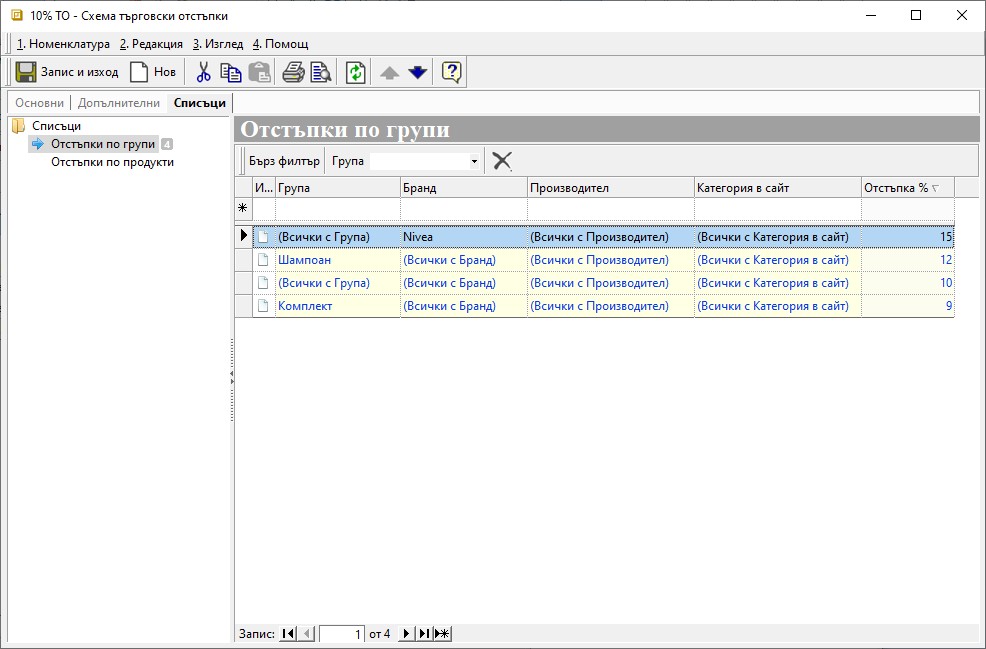 10% ТО - Схема търговски отстъпки
1. Номенклатура 2. Редакция 3. Изглед 4. Помощ
Запис и изход Нов
Основни Допълнителни Списъци
Списъци
Отстъпки по групи 4
Отстъпки по продукти
Отстъпки по групи
Бърз филтър Група
И... Група Бранд Производител Категория в сайт Отстъпка %
(Всички с Група) Nivea (Всички с Производител) (Всички с Категория в сайт) 15
Шампоан (Всички с Бранд) (Всички с Производител) (Всички с Категория в сайт) 12
(Всички с Група) (Всички с Бранд) (Всички с Производител) (Всички с Категория в сайт) 10
Комплект (Всички с Бранд) (Всички с Производител) (Всички с Категория в сайт) 9
Запис: 1 от 4